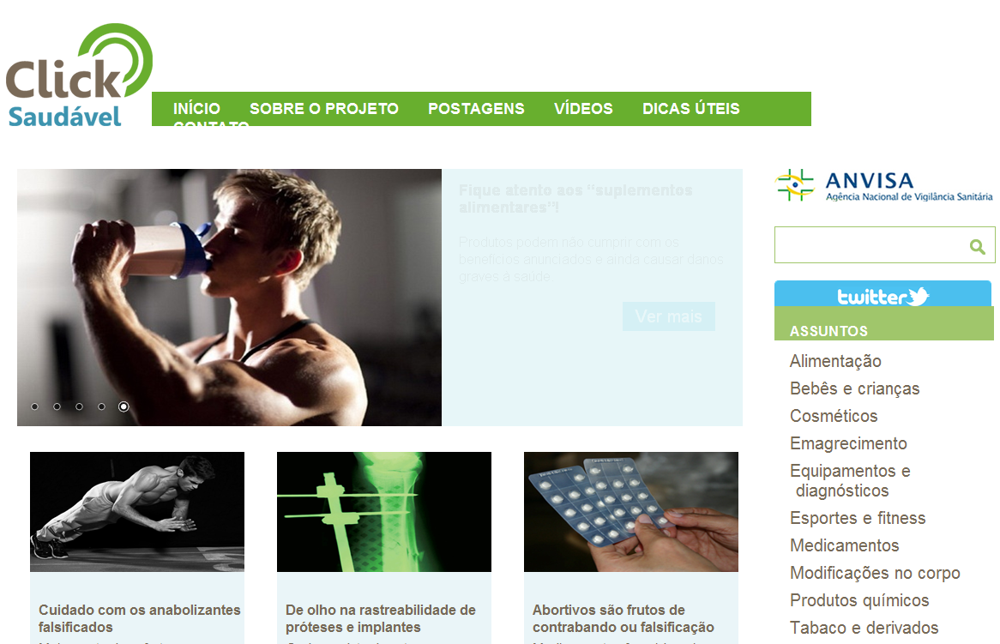 Click
Saudável
INÍCIO SOBRE O PROJETO POSTAGENS VÍDEOS DICAS ÚTEIS
CONTATO
Fique atento aos "suplementos
alimentares"!
Produtos podem não cumprir com os
benefícios anunciados e ainda causar danos
graves à saúde.
Ver mais
ANVISA
Agência Nacional de Vigilância Sanitária
twitter
ASSUNTOS
Alimentação
Bebês e crianças
Cosméticos
Emagrecimento
Equipamentos e
diagnósticos
Esportes e fitness
Medicamentos
Modificações no corpo
Produtos químicos
Tabaco e derivados
Cuidado com os anabolizantes
falsificados
De olho na rastreabilidade de
próteses e implantes
Abortivos são frutos de
contrabando ou falsificação